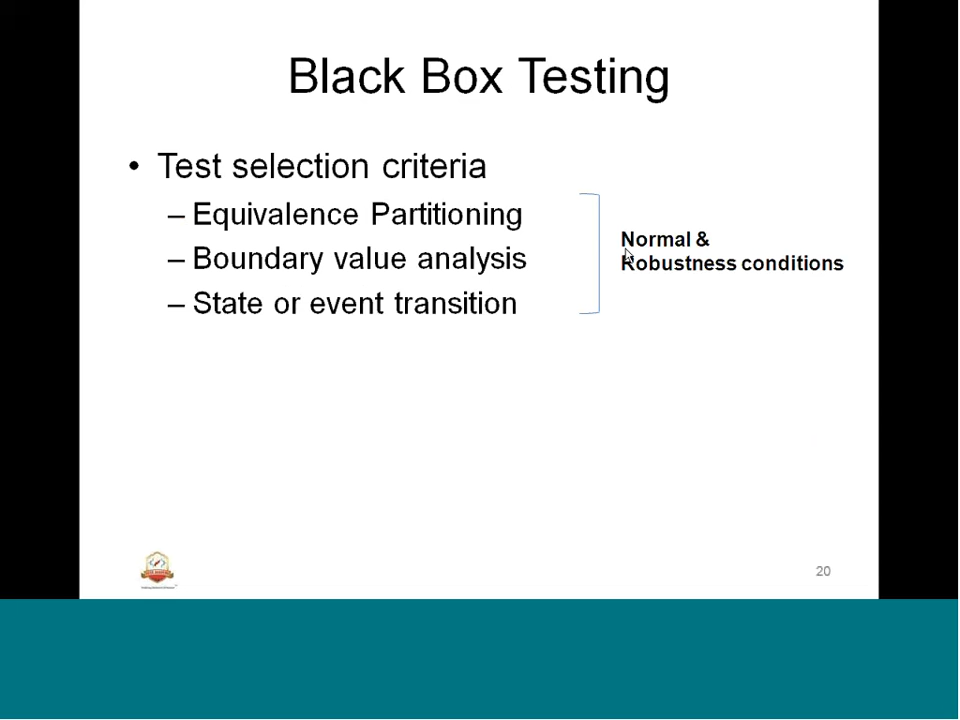 Black Box Testing
• Test selection criteria
– Equivalence Partitioning
– Boundary value analysis
– State or event transition
Normal &
Robustness conditions
20